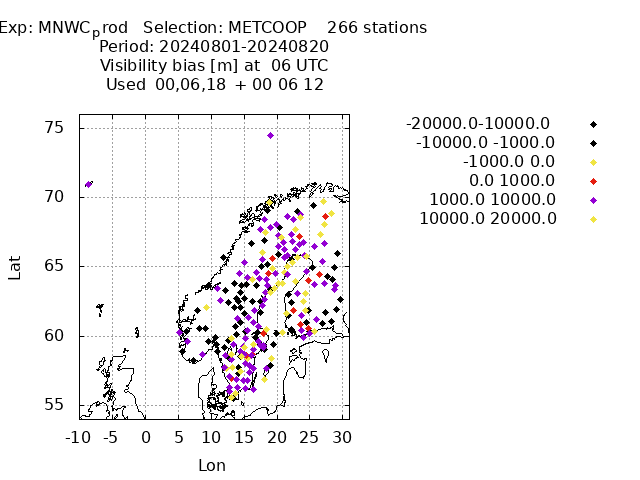 Exp: MNWCprod   Selection: METCOOP    266 stations
Period: 20240801-20240820
Visibility bias [m] at  06 UTC
Used  00,06,18  + 00 06 12
-20000.0-10000.0
-10000.0 -1000.0
-1000.0 0.0
0.0 1000.0
1000.0 10000.0
10000.0 20000.0
75
70
65
60
55
Lat
-10 -5 0 5 10 15 20 25 30
Lon